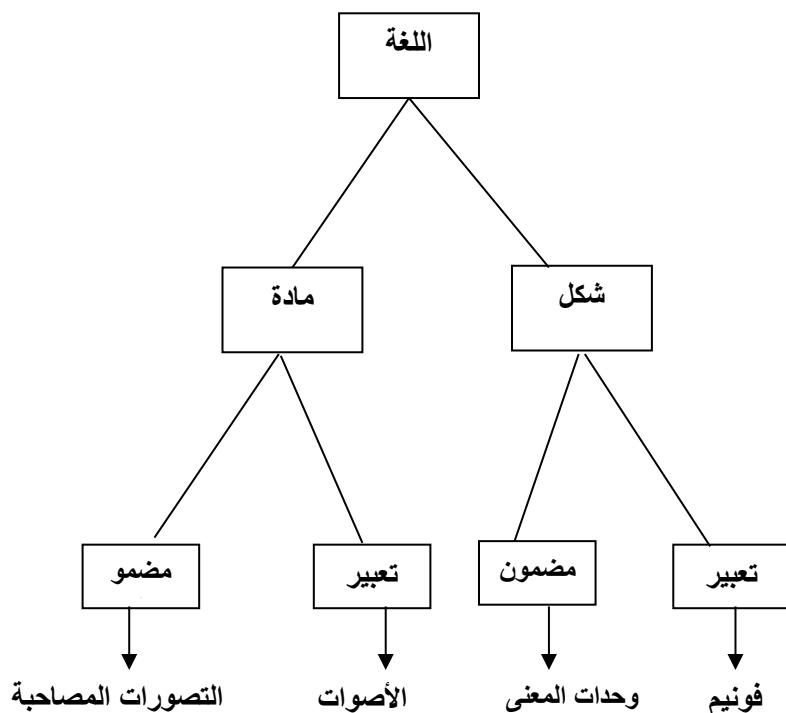 اللغة
شكل
مادة
تعبير
مضمون
تعبير
مضمو
فونيم
وحدات المعنى
الأصوات
التصورات المصاحبة